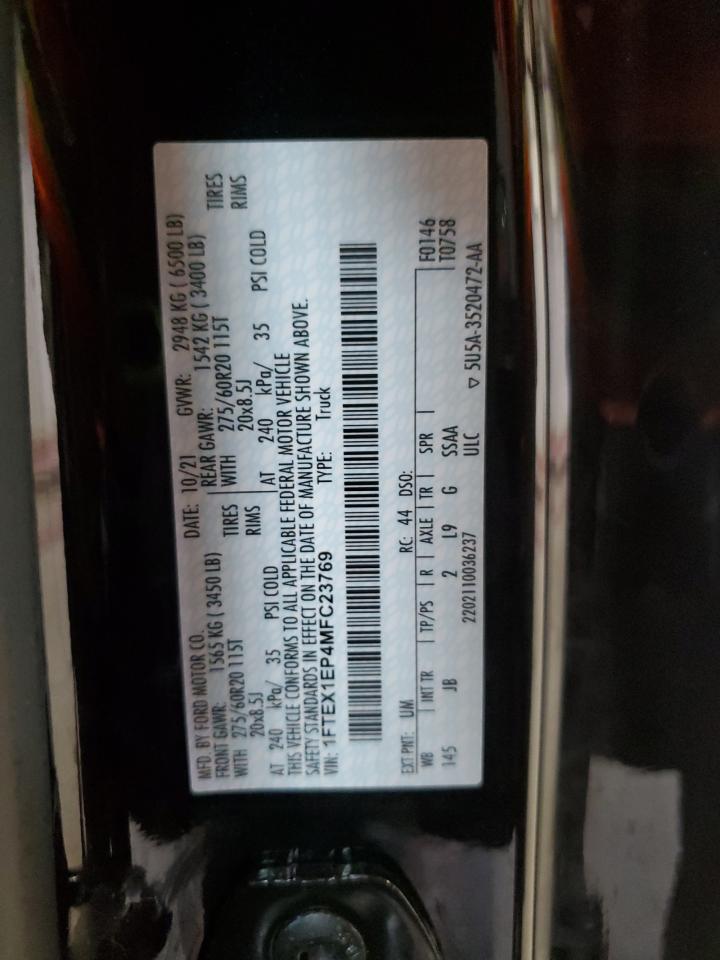 MFD. BY FORD MOTOR CO.
DATE: 10/21 GVWR: 2948 KG ( 6500 LB)
FRONT GAWR: 1565 KG ( 3450 LB) REAR GAWR: 1542 KG ( 3400 LB)
WITH 275/60R20 115T TIRES WITH 275/60R20 115T TIRES
20x8.5J RIMS 20x8.5J RIMS
AT 240 kPa/ 35 PSI COLD AT 240 kPa/ 35 PSI COLD
THIS VEHICLE CONFORMS TO ALL APPLICABLE FEDERAL MOTOR VEHICLE
SAFETY STANDARDS IN EFFECT ON THE DATE OF MANUFACTURE SHOWN ABOVE.
VIN: 1FTEX1EP4MFC23769 TYPE: Truck
EXT PNT: UM RC: 44 DSO: F0146
WB INT TR TP/PS R AXLE TR SPR T0758
145 JB 2 L9 G SSAA
2202110036237 ULC ▽ 5U5A-3520472-AA